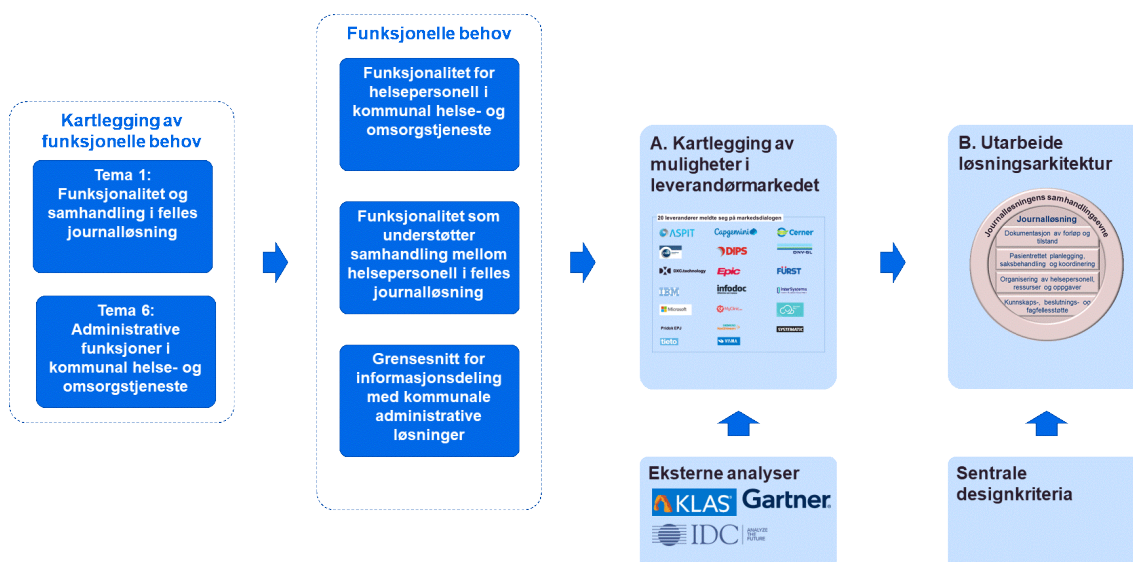 Kartlegging av
funksjonelle behov
Tema 1:
Funksjonalitet og
samhandling i felles
journalløsning
Tema 6:
Administrative
funksjoner i
kommunal helse- og
omsorgstjeneste
Funksjonelle behov
Funksjonalitet for
helsepersonell i
kommunal helse- og
omsorgstjeneste
Funksjonalitet som
understøtter
samhandling mellom
helsepersonell i felles
journalløsning
Grensesnitt for
informasjonsdeling
med kommunale
administrative
løsninger
A. Kartlegging av
muligheter i
leverandørmarkedet
20 leverandører meldte seg på markedsdialogen
ASPIT
Capgemini
Cerner
DIPS
DNV·GL
DXC.technology
Epic
FÜRST
IBM
infodoc
InterSystems
Microsoft
Pridok EPJ
SYSTEMATIC
tieto
VISMA
Eksterne analyser
KLAS
Gartner
IDC
ANALYZE
THE
FUTURE
B. Utarbeide
løsningsarkitektur
Journalløsningens samhandlingsevne
Journalløsning
Dokumentasjon av forløp og
tilstand
Pasientrettet planlegging,
saksbehandling og koordinering
Organisering av helsepersonell,
ressurser og oppgaver
Kunnskaps-, beslutnings- og
fagfellesstøtte
Sentrale
designkriteria